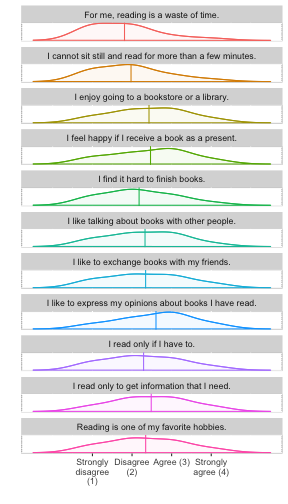 For me, reading is a waste of time.
I cannot sit still and read for more than a few minutes.
I enjoy going to a bookstore or a library.
I feel happy if I receive a book as a present.
I find it hard to finish books.
I like talking about books with other people.
I like to exchange books with my friends.
I like to express my opinions about books I have read.
I read only if I have to.
I read only to get information that I need.
Reading is one of my favorite hobbies.
Strongly Disagree Agree (3) Strongly
disagree (2) agree (4)
(1)